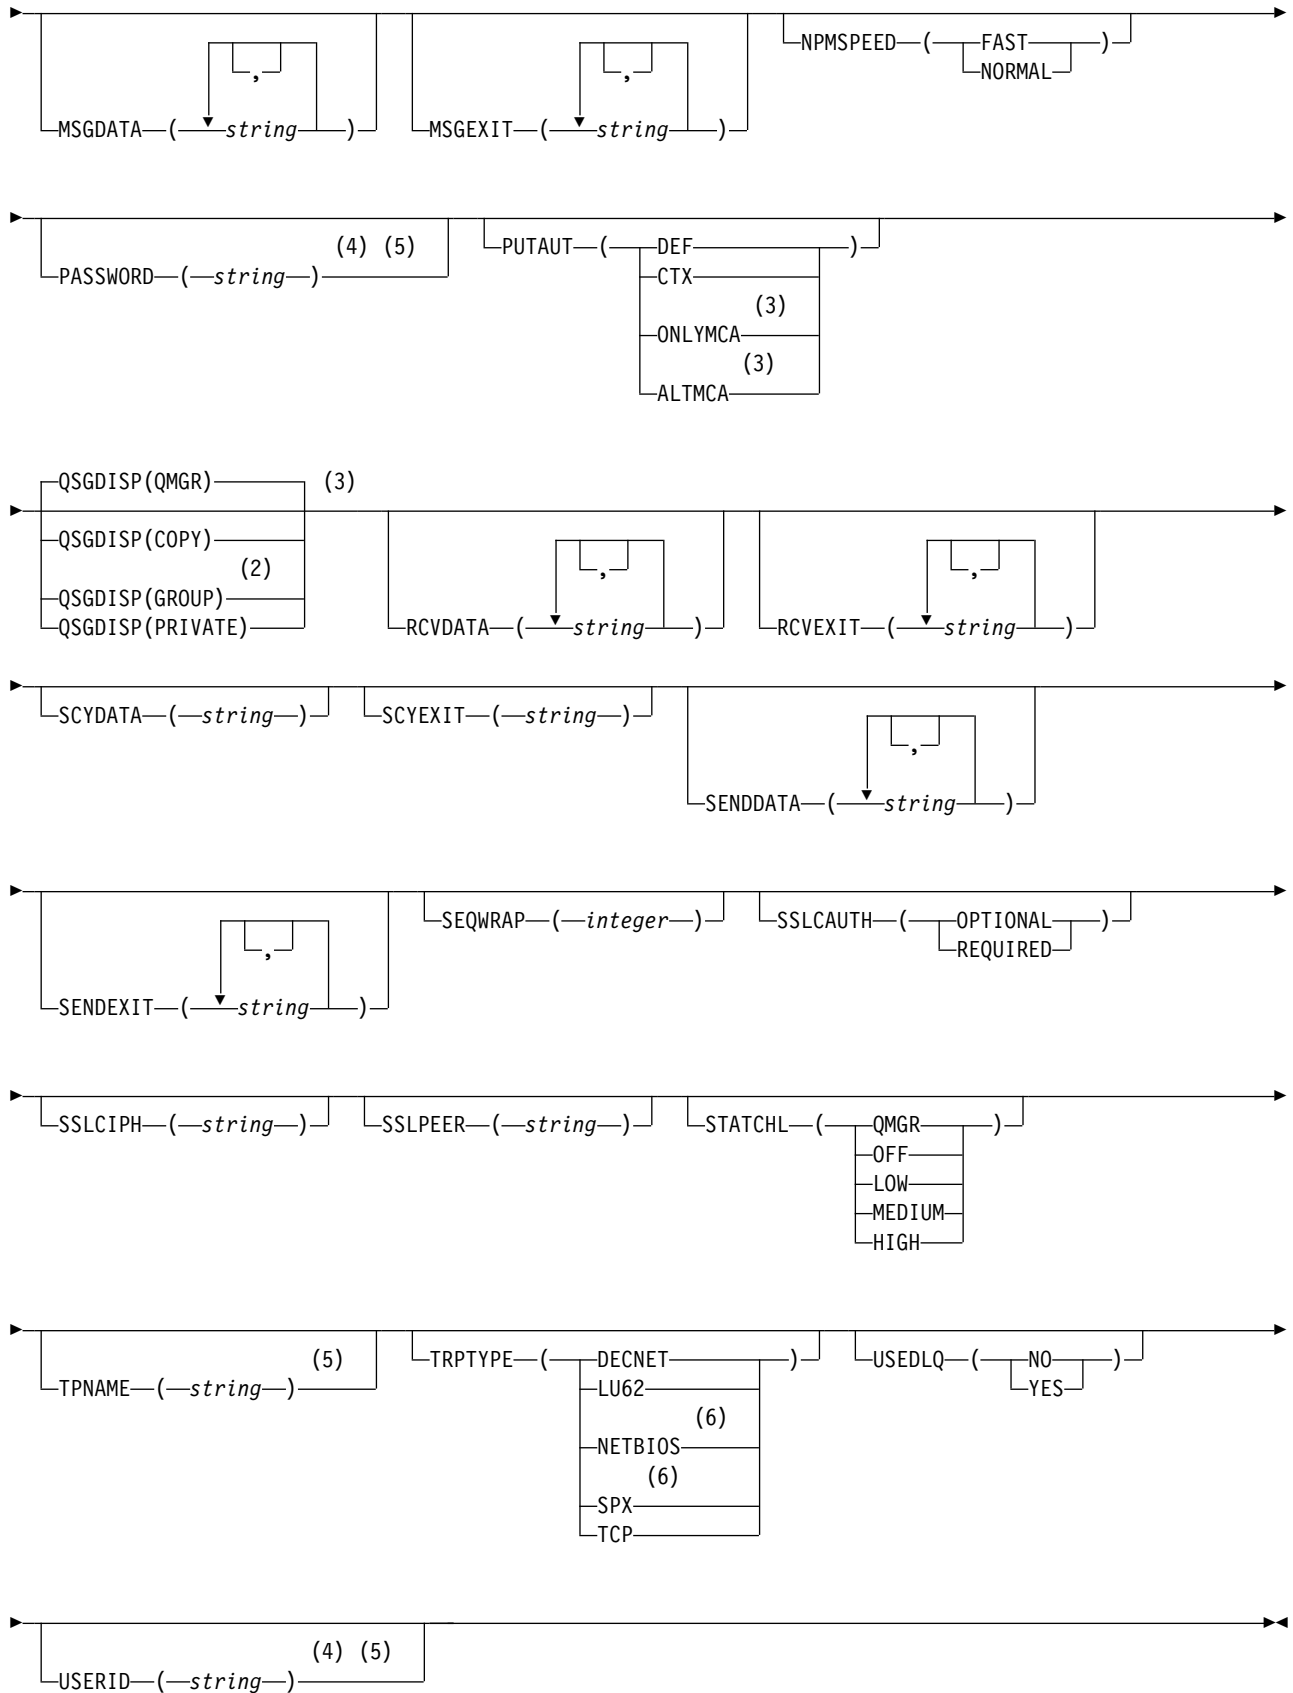 NPMSPEED ( FAST )
NORMAL
, ,
MSGDATA ( string ) MSGEXIT ( string )
(4) (5) PUTAUT ( DEF )
PASSWORD ( string ) CTX
(3)
ONLYMCA
(3)
ALTMCA
QSGDISP(QMGR) (3)
QSGDISP(COPY)
(2) , ,
QSGDISP(GROUP)
QSGDISP(PRIVATE) RCVDATA ( string ) RCVEXIT ( string )
SCYDATA ( string ) SCYEXIT ( string )
,
SENDDATA ( string )
SEQWRAP ( integer ) SSLCAUTH ( OPTIONAL )
, REQUIRED
SENDEXIT ( string )
SSLCIPH ( string ) SSLPEER ( string ) STATCHL ( QMGR )
OFF
LOW
MEDIUM
HIGH
(5) TRPTYPE ( DECNET ) USEDLQ ( NO )
TPNAME ( string ) LU62 YES
(6)
NETBIOS
(6)
SPX
TCP
(4) (5)
USERID ( string )